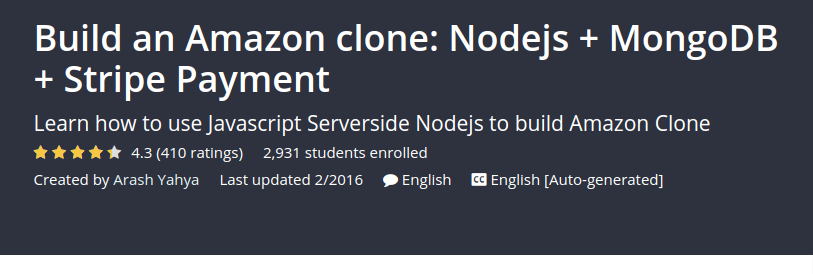 Build an Amazon clone: Nodejs + MongoDB
+ Stripe Payment
Learn how to use Javascript Serverside Nodejs to build Amazon Clone
4.3 (410 ratings) 2,931 students enrolled
Created by Arash Yahya Last updated 2/2016 English CC English [Auto-generated]